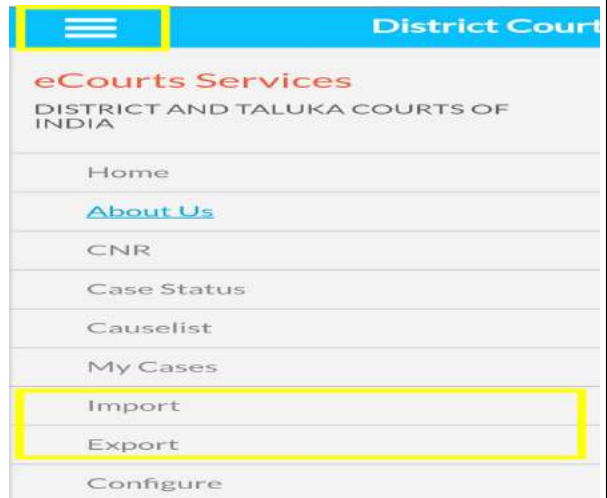 District Court
eCourts Services
DISTRICT AND TALUKA COURTS OF
INDIA
Home
About Us
CNR
Case Status
Causelist
My Cases
Import
Export
Configure